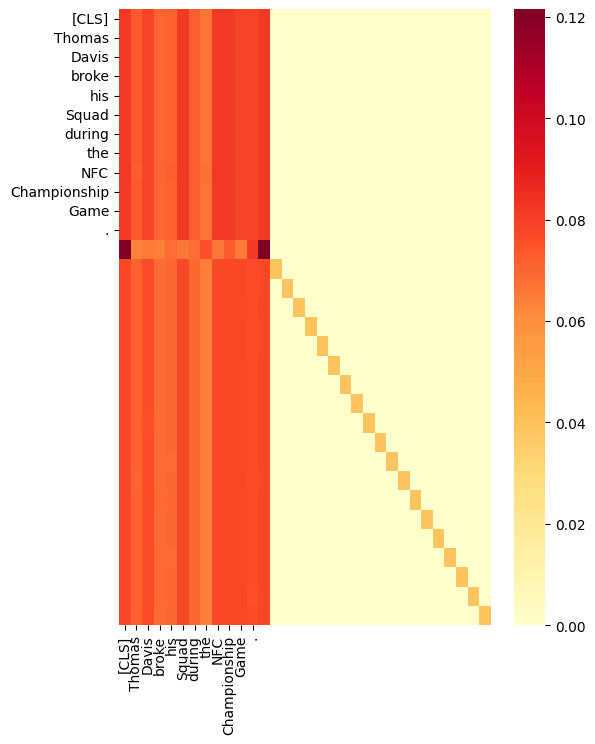 [CLS]
Thomas
Davis
broke
his
Squad
during
the
NFC
Championship
Game
.
0.12
0.10
0.08
0.06
0.04
0.02
0.00
[CLS]
Thomas
Davis
broke
his
Squad
during
the
NFC
Championship
Game
.